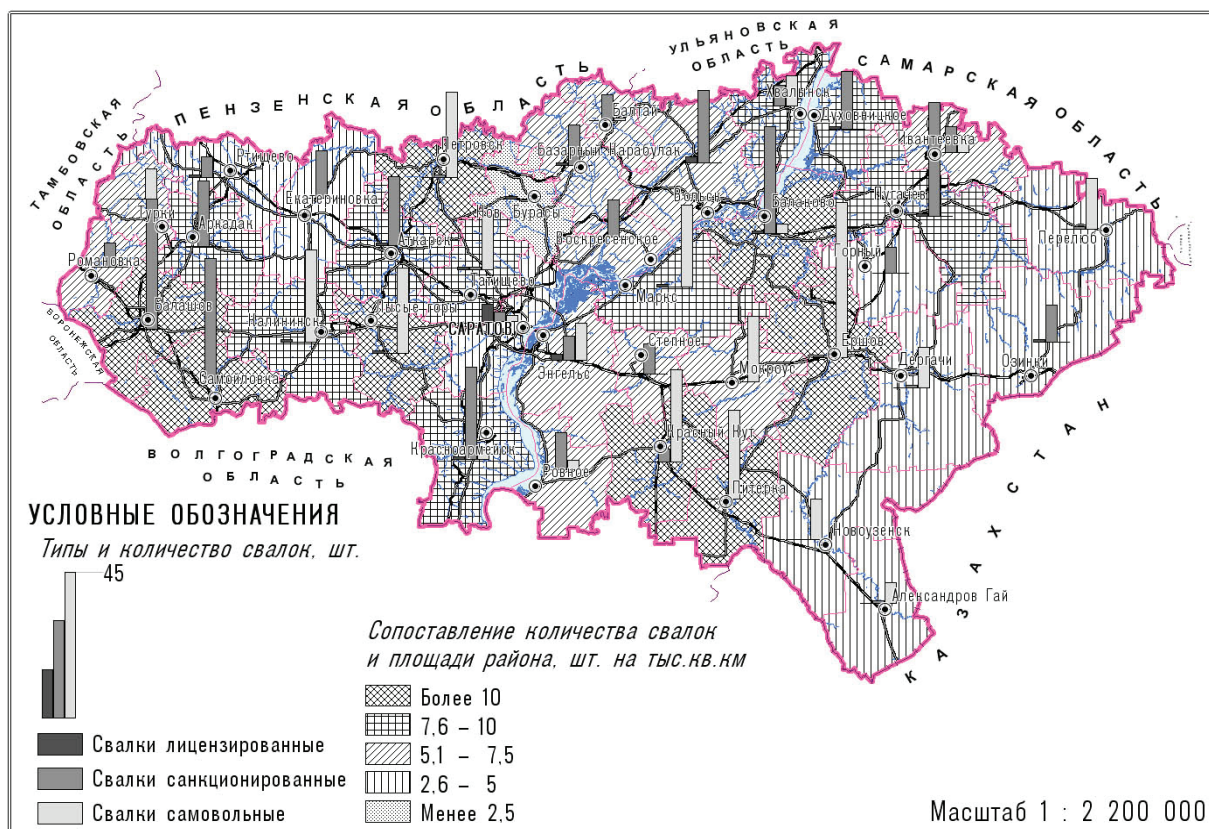 УЛЬЯНОВСКАЯ
ОБЛАСТЬ
САМАРСКАЯ ОБЛАСТЬ
ПЕНЗЕНСКАЯ ОБЛАСТЬ
ТАМБОВСКАЯ
ОБЛАСТЬ
Хвалынск
Духовницкое
Балтай
Ивантеевка
Петровск
Базарный Карабулак
Ртищево
Екатериновка
Бурасы
Вольск
Балаково
Пугачев
Турки
Аркадак
Аткарск
Воскресенское
Горный
Перелюб
Романовка
Татищево
Маркс
ВОРОНЕЖСКАЯ
ОБЛАСТЬ
Балашов
Калининск
Лысые горы
САРАТОВ
Степное
Ершов
Энгельс
Мокроус
Дергачи
Озинки
Самойловка
КАЗАХСТАН
Красноармейск
Красный Кут
ВОЛГОГРАДСКАЯ
ОБЛАСТЬ
Ровное
Питерка
Новоузенск
Александров Гай
УСЛОВНЫЕ ОБОЗНАЧЕНИЯ
Типы и количество свалок, шт.
45
Свалки лицензированные
Свалки санкционированные
Свалки самовольные
Сопоставление количества свалок
и площади района, шт. на тыс.кв.км
Более 10
7,6 – 10
5,1 – 7,5
2,6 – 5
Менее 2,5
Масштаб 1 : 2 200 000